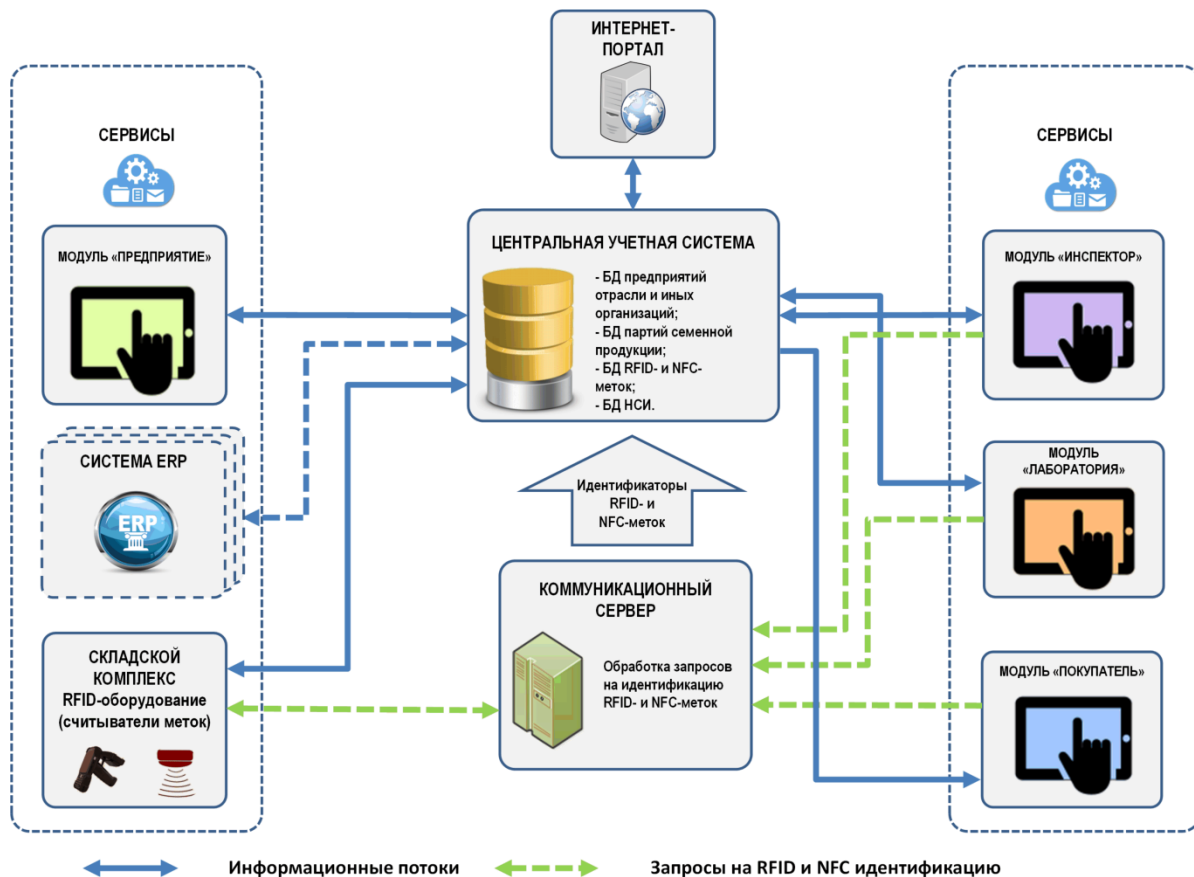 ИНТЕРНЕТ-
ПОРТАЛ
СЕРВИСЫ
МОДУЛЬ «ПРЕДПРИЯТИЕ»
СИСТЕМА ERP
ERP
СКЛАДСКОЙ
КОМПЛЕКС
RFID-оборудование
(считыватели меток)
ЦЕНТРАЛЬНАЯ УЧЕТНАЯ СИСТЕМА
- БД предприятий
отрасли и иных
организаций;
- БД партий семенной
продукции;
- БД RFID- и NFC-
меток;
- БД НСИ.
Идентификаторы
RFID- и
NFC-меток
КОММУНИКАЦИОННЫЙ
СЕРВЕР
Обработка запросов
на идентификацию
RFID- и NFC-меток
СЕРВИСЫ
МОДУЛЬ «ИНСПЕКТОР»
МОДУЛЬ
«ЛАБОРАТОРИЯ»
МОДУЛЬ «ПОКУПАТЕЛЬ»
Информационные потоки
Запросы на RFID и NFC идентификацию